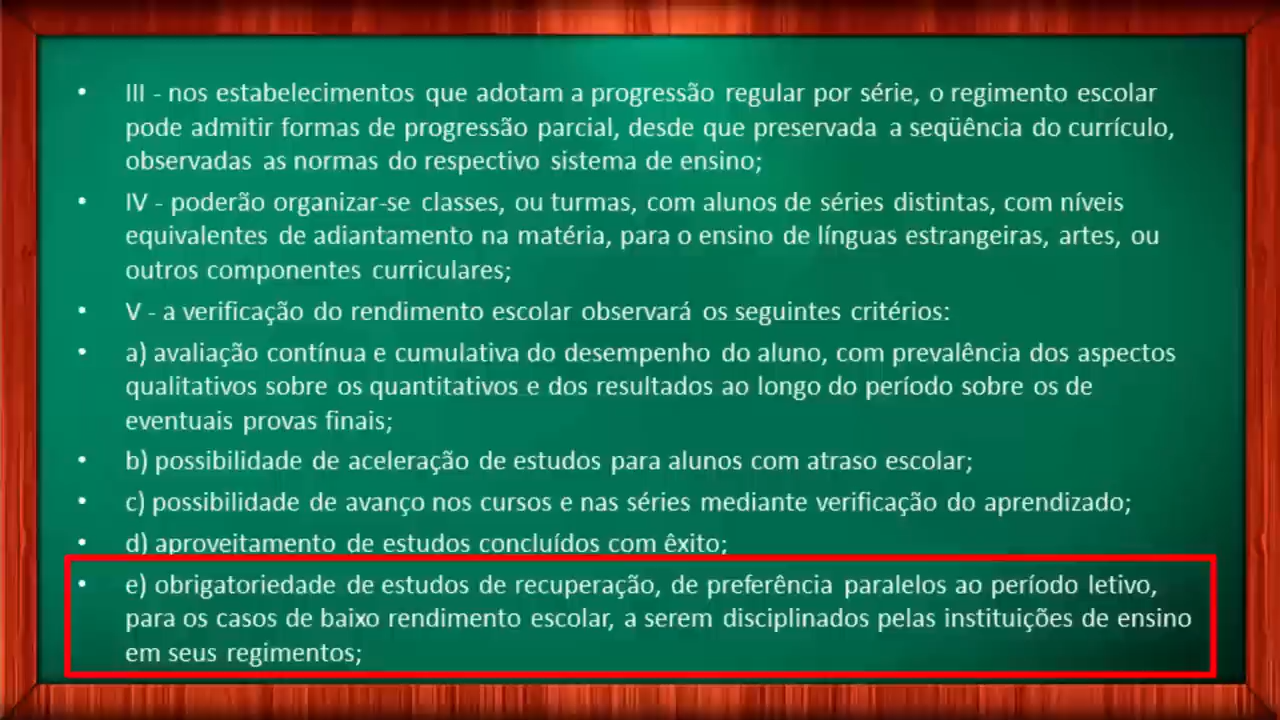 • III - nos estabelecimentos que adotam a progressão regular por série, o regimento escolar
pode admitir formas de progressão parcial, desde que preservada a seqüência do currículo,
observadas as normas do respectivo sistema de ensino;
• IV - poderão organizar-se classes, ou turmas, com alunos de séries distintas, com níveis
equivalentes de adiantamento na matéria, para o ensino de línguas estrangeiras, artes, ou
outros componentes curriculares;
• V - a verificação do rendimento escolar observará os seguintes critérios:
• a) avaliação contínua e cumulativa do desempenho do aluno, com prevalência dos aspectos
qualitativos sobre os quantitativos e dos resultados ao longo do período sobre os de
eventuais provas finais;
• b) possibilidade de aceleração de estudos para alunos com atraso escolar;
• c) possibilidade de avanço nos cursos e nas séries mediante verificação do aprendizado;
• d) aproveitamento de estudos concluídos com êxito;
• e) obrigatoriedade de estudos de recuperação, de preferência paralelos ao período letivo,
para os casos de baixo rendimento escolar, a serem disciplinados pelas instituições de ensino
em seus regimentos;